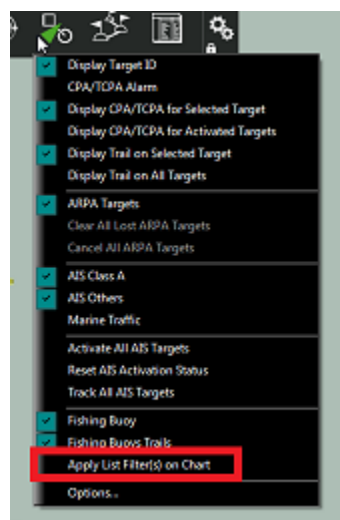 Display Target ID
CPA/TCPA Alarm
Display CPA/TCPA for Selected Target
Display CPA/TCPA for Activated Targets
Display Trail on Selected Target
Display Trail on All Targets
ARPA Targets
Clear All Lost ARPA Targets
Cancel All ARPA Targets
AIS Class A
AIS Others
Marine Traffic
Activate All AIS Targets
Reset AIS Activation Status
Track All AIS Targets
Fishing Buoy
Fishing Buoys Trails
Apply List Filter(s) on Chart
Options...